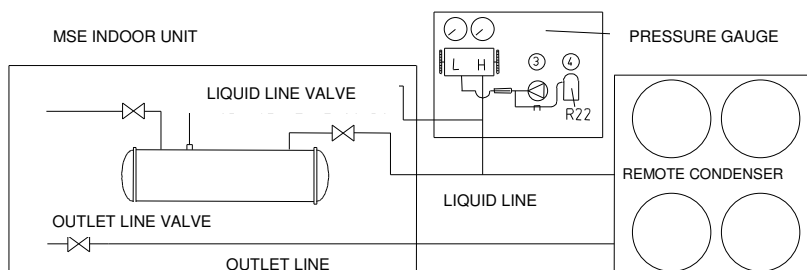 MSE INDOOR UNIT
PRESSURE GAUGE
L H
3 4
R22
LIQUID LINE VALVE
REMOTE CONDENSER
LIQUID LINE
OUTLET LINE VALVE
OUTLET LINE